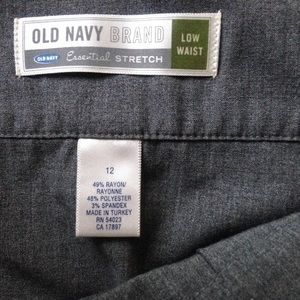 OLD NAVY BRAND
OLD NAVY Essential STRETCH
LOW
WAIST
12
49% RAYON/
RAYONNE
48% POLYESTER
3% SPANDEX
MADE IN TURKEY
RN 54023
CA 17897